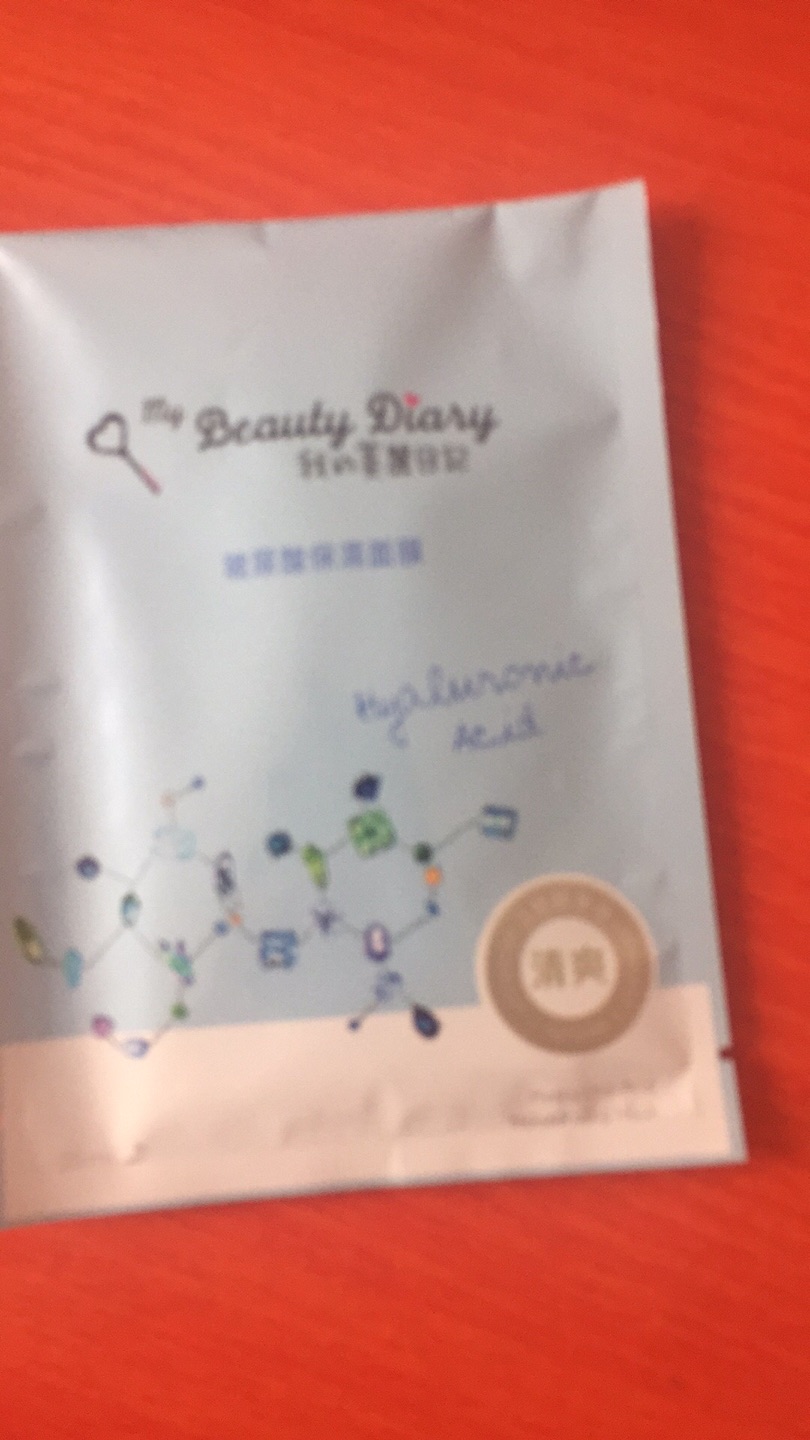 My Beauty Diary
我的美麗日記
玻尿酸保濕面膜
Hyaluronic
Acid
清爽